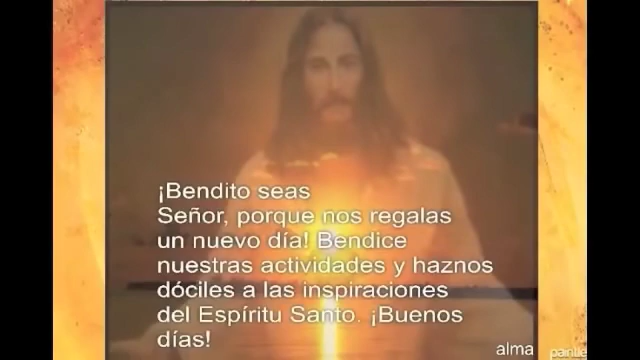 ¡Bendito seas
Señor, porque nos regalas
un nuevo día! Bendice
nuestras actividades y haznos
dóciles a las inspiraciones
del Espíritu Santo. ¡Buenos
días!
alma